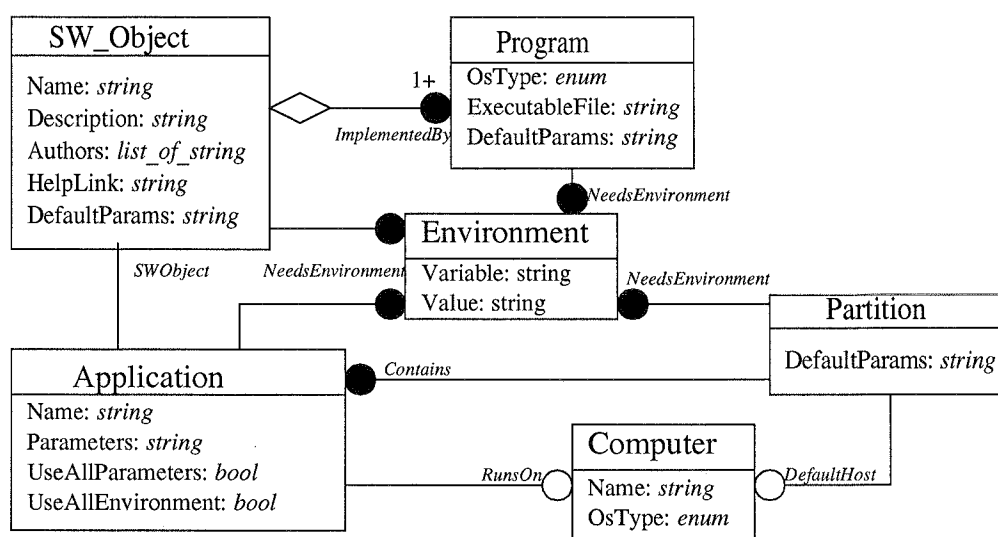 SW_Object
Name: string
Description: string
Authors: list_of_string
HelpLink: string
DefaultParams: string
Program
OsType: enum
ExecutableFile: string
DefaultParams: string
1+
ImplementedBy
NeedsEnvironment
Environment
Variable: string
Value: string
SWObject
NeedsEnvironment
NeedsEnvironment
Partition
DefaultParams: string
Application
Name: string
Parameters: string
UseAllParameters: bool
UseAllEnvironment: bool
Contains
Computer
Name: string
OsType: enum
RunsOn
DefaultHost